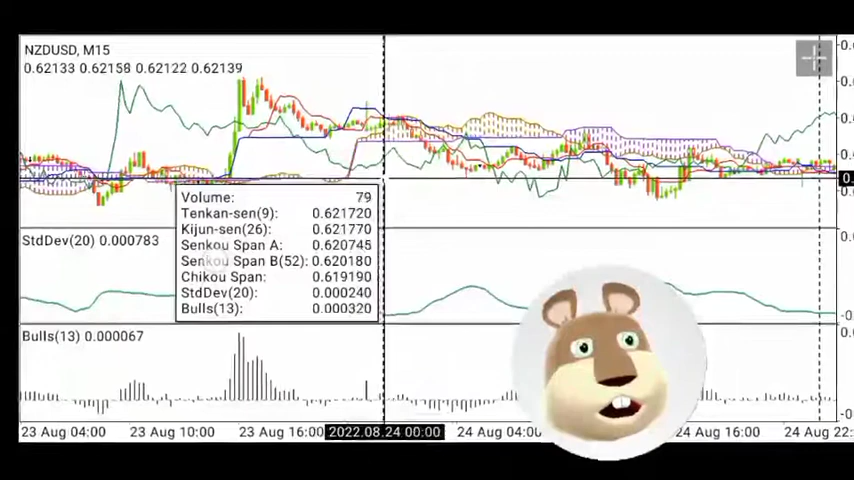 NZDUSD, M15
0.62133 0.62158 0.62122 0.62139
Volume: 79
Tenkan-sen(9): 0.621720
Kijun-sen(26): 0.621770
Senkou Span A: 0.620745
Senkou Span B(52): 0.620180
Chikou Span: 0.619190
StdDev(20): 0.000240
Bulls(13): 0.000320
StdDev(20) 0.000783
Bulls(13) 0.000067
23 Aug 04:00 23 Aug 10:00 23 Aug 16:00 2022.08.24 00:00 24 Aug 04:00 24 Aug 16:00 24 Aug 22: